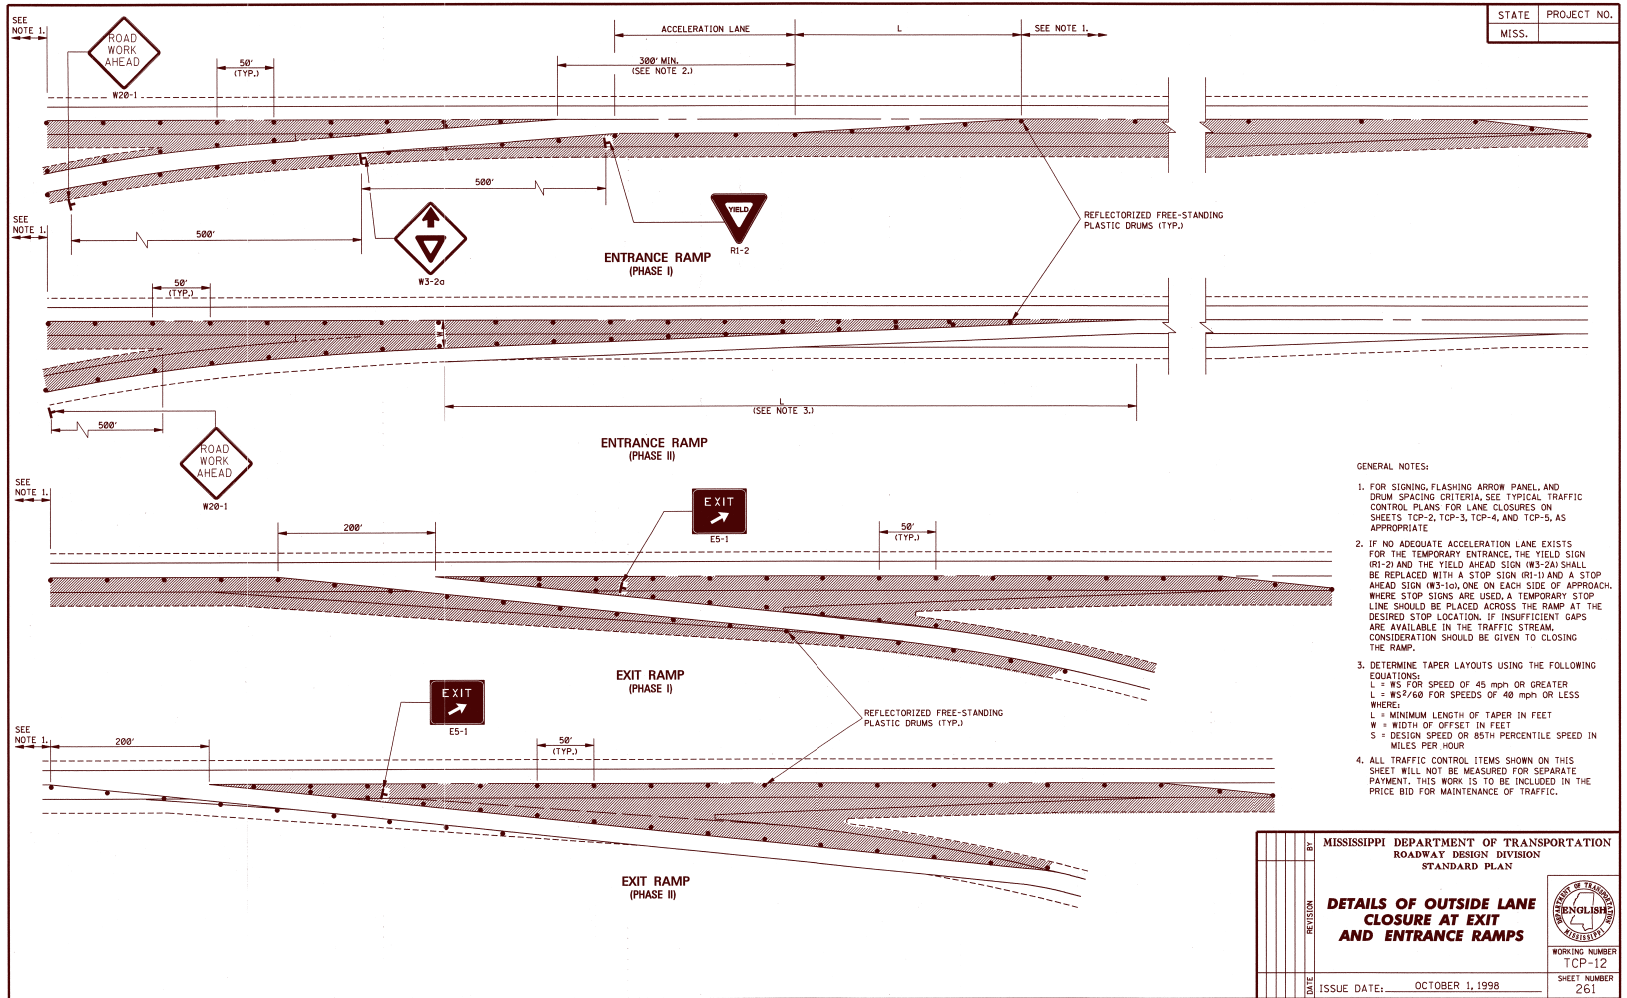 STATE
PROJECT NO.
MISS.
SEE
NOTE 1.
ROAD
WORK
AHEAD
W20-1
50'
(TYP.)
ACCELERATION LANE
L
SEE NOTE 1.
300' MIN.
(SEE NOTE 2.)
500'
500'
SEE
NOTE 1.
W3-2a
YIELD
R1-2
REFLECTORIZED FREE-STANDING
PLASTIC DRUMS (TYP.)
ENTRANCE RAMP
(PHASE I)
50'
(TYP.)
W
L
(SEE NOTE 3.)
500'
ROAD
WORK
AHEAD
W20-1
ENTRANCE RAMP
(PHASE II)
SEE
NOTE 1.
200'
EXIT
E5-1
50'
(TYP.)
EXIT RAMP
(PHASE I)
REFLECTORIZED FREE-STANDING
PLASTIC DRUMS (TYP.)
SEE
NOTE 1.
200'
EXIT
E5-1
50'
(TYP.)
EXIT RAMP
(PHASE II)
GENERAL NOTES:
1. FOR SIGNING, FLASHING ARROW PANEL, AND
DRUM SPACING CRITERIA, SEE TYPICAL TRAFFIC
CONTROL PLANS FOR LANE CLOSURES ON
SHEETS TCP-2, TCP-3, TCP-4, AND TCP-5, AS
APPROPRIATE
2. IF NO ADEQUATE ACCELERATION LANE EXISTS
FOR THE TEMPORARY ENTRANCE, THE YIELD SIGN
(R1-2) AND THE YIELD AHEAD SIGN (W3-2A) SHALL
BE REPLACED WITH A STOP SIGN (R1-1) AND A STOP
AHEAD SIGN (W3-1a), ONE ON EACH SIDE OF APPROACH.
WHERE STOP SIGNS ARE USED, A TEMPORARY STOP
LINE SHOULD BE PLACED ACROSS THE RAMP AT THE
DESIRED STOP LOCATION. IF INSUFFICIENT GAPS
ARE AVAILABLE IN THE TRAFFIC STREAM,
CONSIDERATION SHOULD BE GIVEN TO CLOSING
THE RAMP.
3. DETERMINE TAPER LAYOUTS USING THE FOLLOWING
EQUATIONS:
L = WS FOR SPEED OF 45 mph OR GREATER
L = WS²/60 FOR SPEEDS OF 40 mph OR LESS
WHERE:
L = MINIMUM LENGTH OF TAPER IN FEET
W = WIDTH OF OFFSET IN FEET
S = DESIGN SPEED OR 85TH PERCENTILE SPEED IN
MILES PER HOUR
4. ALL TRAFFIC CONTROL ITEMS SHOWN ON THIS
SHEET WILL NOT BE MEASURED FOR SEPARATE
PAYMENT. THIS WORK IS TO BE INCLUDED IN THE
PRICE BID FOR MAINTENANCE OF TRAFFIC.
BY
REVISION
DATE
MISSISSIPPI DEPARTMENT OF TRANSPORTATION
ROADWAY DESIGN DIVISION
STANDARD PLAN
DETAILS OF OUTSIDE LANE
CLOSURE AT EXIT
AND ENTRANCE RAMPS
DEPARTMENT OF TRANSPORTATION
ENGLISH
MISSISSIPPI
WORKING NUMBER
TCP-12
ISSUE DATE: OCTOBER 1, 1998
SHEET NUMBER
261